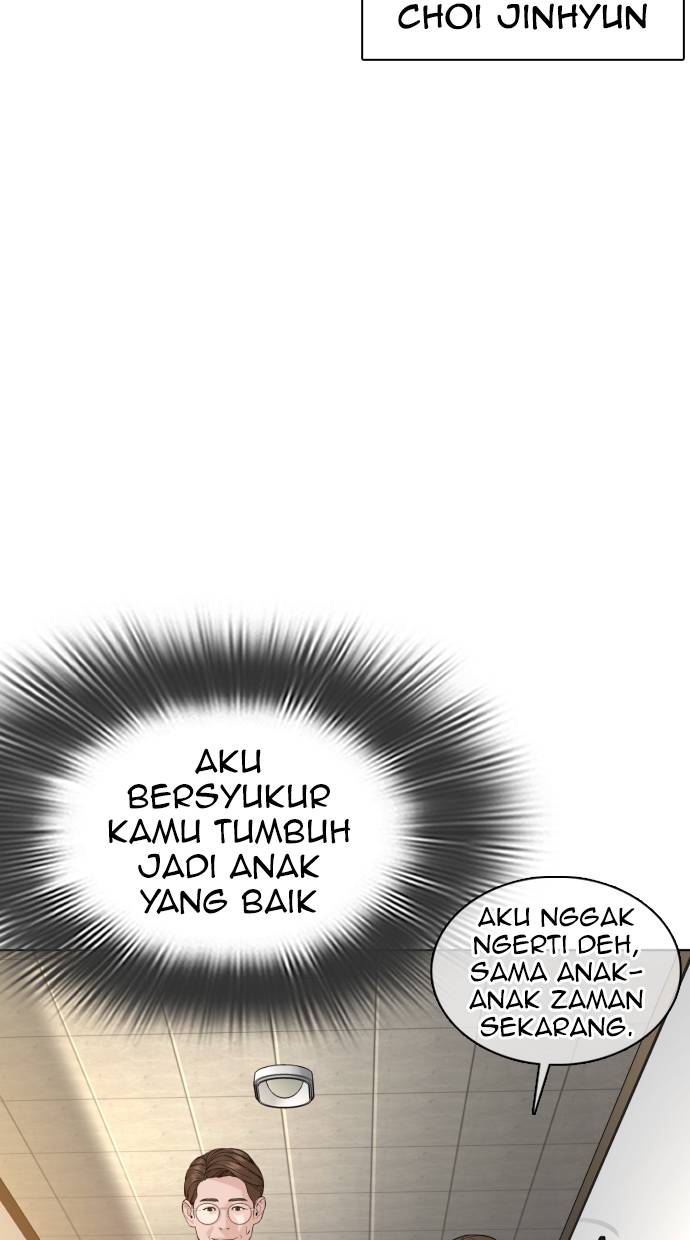 CHOI JINHYUN
AKU
BERSYUKUR
KAMU TUMBUH
JADI ANAK
YANG BAIK
AKU NGGAK
NGERTI DEH,
SAMA ANAK-
ANAK ZAMAN
SEKARANG.